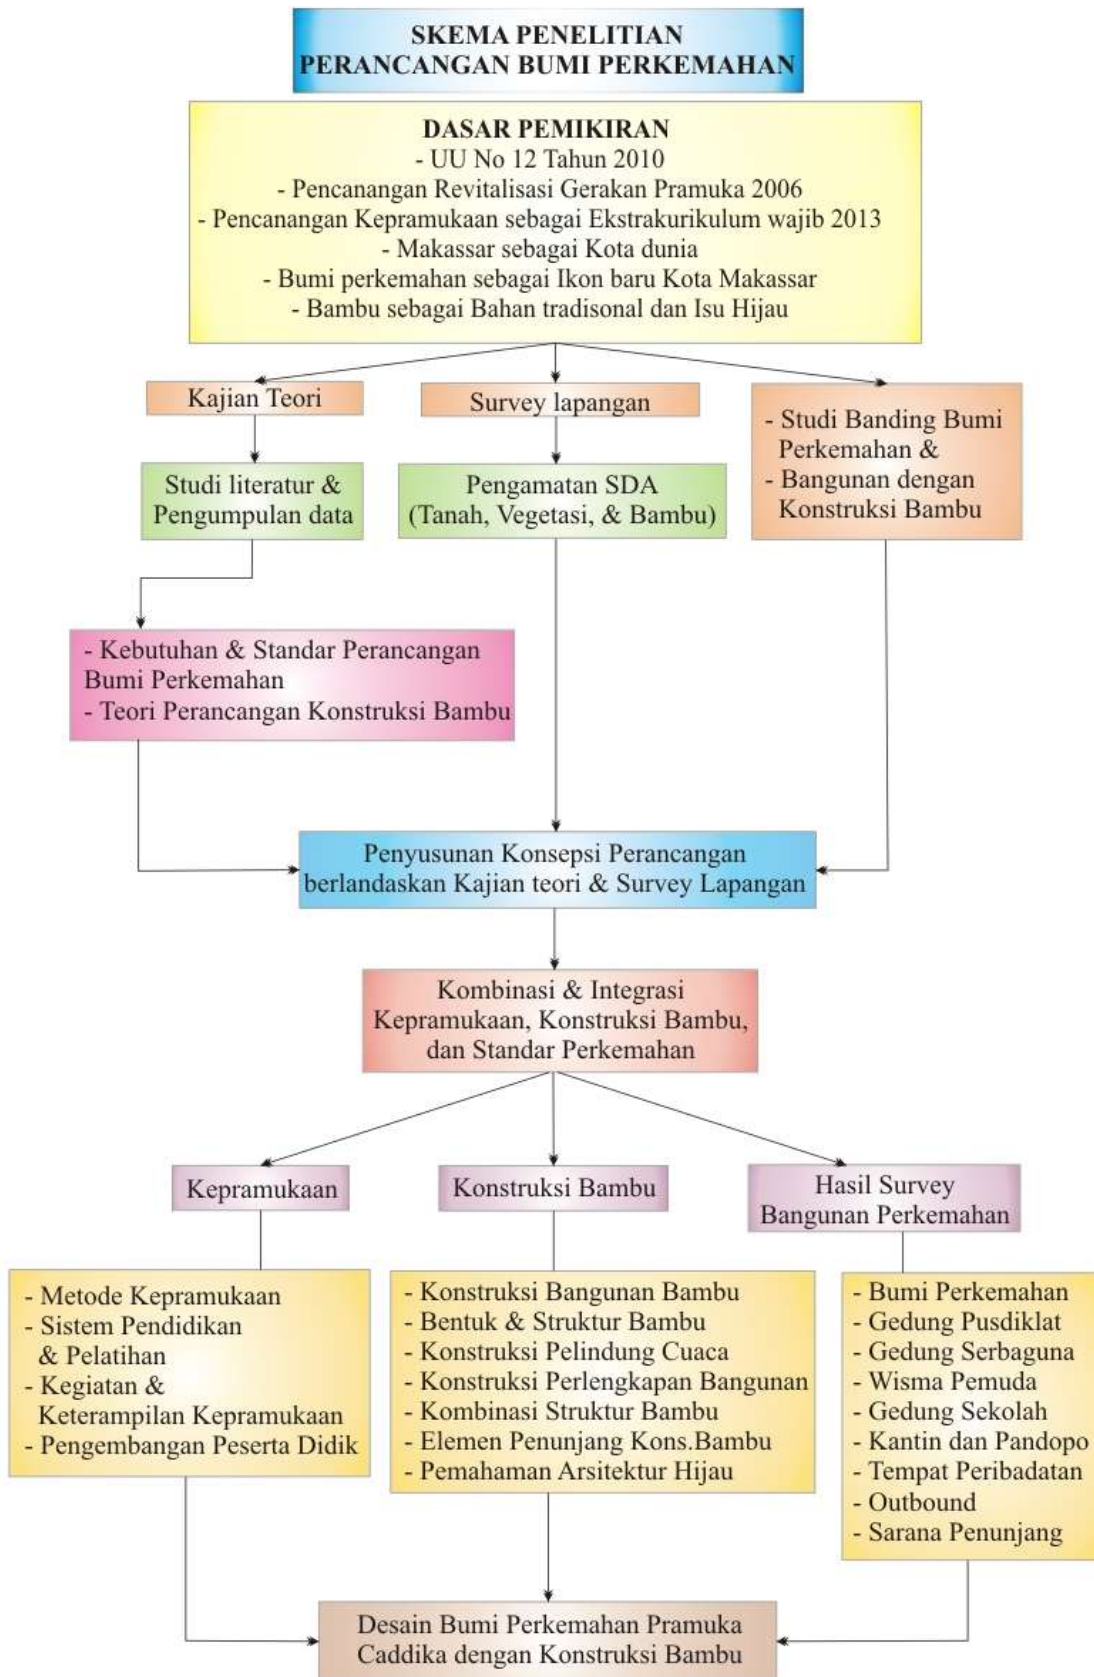 SKEMA PENELITIAN
PERANCANGAN BUMI PERKEMAHAN
DASAR PEMIKIRAN
- UU No 12 Tahun 2010
- Pencanangan Revitalisasi Gerakan Pramuka 2006
- Pencanangan Kepramukaan sebagai Ekstrakurikulum wajib 2013
- Makassar sebagai Kota dunia
- Bumi perkemahan sebagai Ikon baru Kota Makassar
- Bambu sebagai Bahan tradisonal dan Isu Hijau
Kajian Teori
Survey lapangan
- Studi Banding Bumi
Perkemahan &
- Bangunan dengan
Konstruksi Bambu
Studi literatur &
Pengumpulan data
Pengamatan SDA
(Tanah, Vegetasi, & Bambu)
- Kebutuhan & Standar Perancangan
Bumi Perkemahan
- Teori Perancangan Konstruksi Bambu
Penyusunan Konsepsi Perancangan
berlandaskan Kajian teori & Survey Lapangan
Kombinasi & Integrasi
Kepramukaan, Konstruksi Bambu,
dan Standar Perkemahan
Kepramukaan
Konstruksi Bambu
Hasil Survey
Bangunan Perkemahan
- Metode Kepramukaan
- Sistem Pendidikan
& Pelatihan
- Kegiatan &
Keterampilan Kepramukaan
- Pengembangan Peserta Didik
- Konstruksi Bangunan Bambu
- Bentuk & Struktur Bambu
- Konstruksi Pelindung Cuaca
- Konstruksi Perlengkapan Bangunan
- Kombinasi Struktur Bambu
- Elemen Penunjang Kons.Bambu
- Pemahaman Arsitektur Hijau
- Bumi Perkemahan
- Gedung Pusdiklat
- Gedung Serbaguna
- Wisma Pemuda
- Gedung Sekolah
- Kantin dan Pandopo
- Tempat Peribadatan
- Outbound
- Sarana Penunjang
Desain Bumi Perkemahan Pramuka
Caddika dengan Konstruksi Bambu